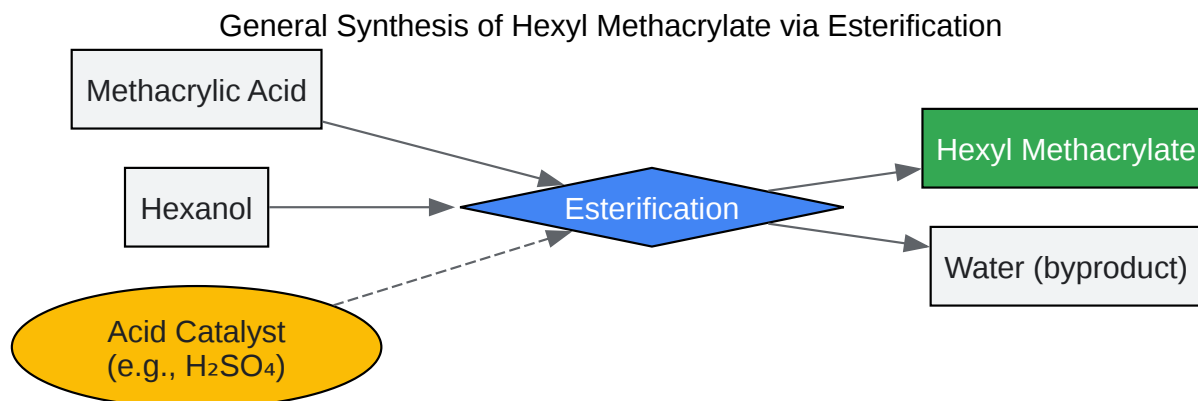 General Synthesis of Hexyl Methacrylate via Esterification
Methacrylic Acid
Hexanol
Acid Catalyst
(e.g., H₂SO₄)
Esterification
Hexyl Methacrylate
Water (byproduct)